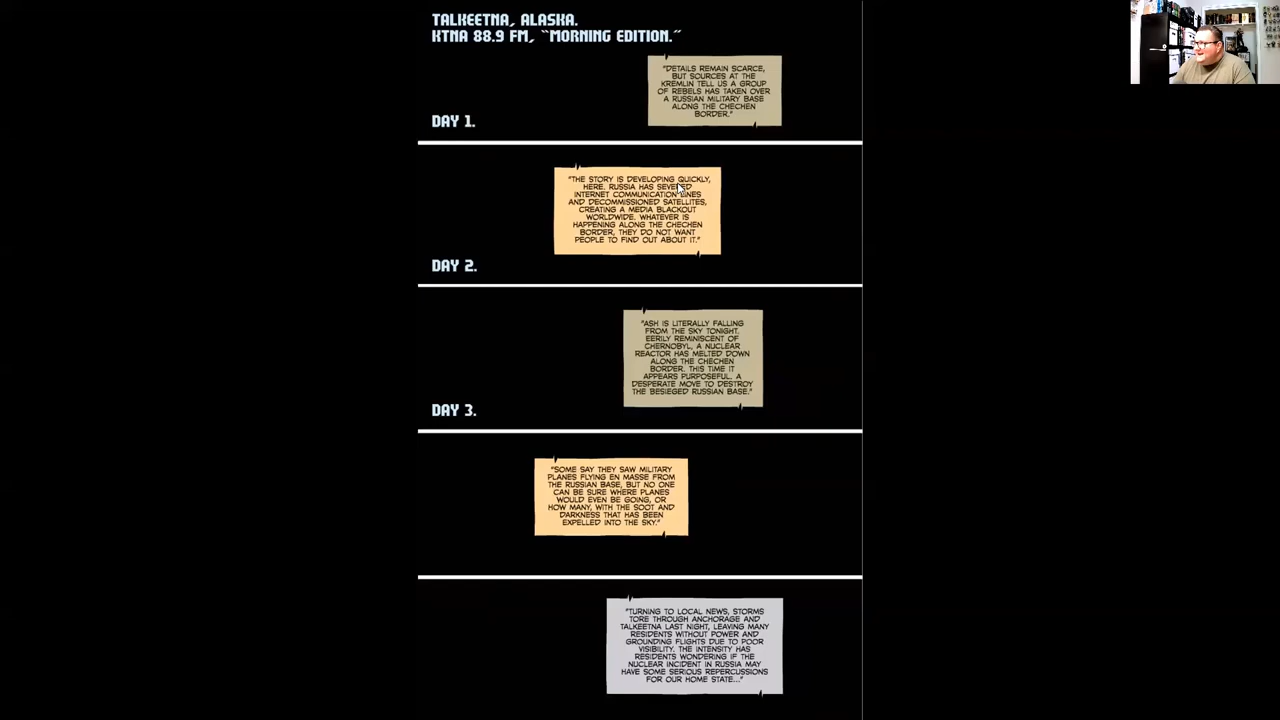 TALKEETNA, ALASKA.
KTNA 88.9 FM, "MORNING EDITION."
"DETAILS REMAIN SCARCE,
BUT SOURCES AT THE
KREMLIN TELL US A GROUP
OF REBELS HAS TAKEN OVER
A RUSSIAN MILITARY BASE
ALONG THE CHECHEN
BORDER."
DAY 1.
"THE STORY IS DEVELOPING QUICKLY,
HERE. RUSSIA HAS SEVERED
INTERNET COMMUNICATION LINES
AND DECOMMISSIONED SATELLITES,
CREATING A MEDIA BLACKOUT
WORLDWIDE. WHATEVER IS
HAPPENING ALONG THE CHECHEN
BORDER, THEY DO NOT WANT
PEOPLE TO FIND OUT ABOUT IT."
DAY 2.
"ASH IS LITERALLY FALLING
FROM THE SKY TONIGHT.
EERILY REMINISCENT OF
CHERNOBYL, A NUCLEAR
REACTOR HAS MELTED DOWN
ALONG THE CHECHEN
BORDER. THIS TIME IT
APPEARS PURPOSEFUL. A
DESPERATE MOVE TO DESTROY
THE BESIEGED RUSSIAN BASE."
DAY 3.
"SOME SAY THEY SAW MILITARY
PLANES FLYING EN MASSE FROM
THE RUSSIAN BASE, BUT NO ONE
CAN BE SURE WHERE PLANES
WOULD EVEN BE GOING, OR
HOW MANY, WITH THE SOOT AND
DARKNESS THAT HAS BEEN
EXPELLED INTO THE SKY."
"TURNING TO LOCAL NEWS, STORMS
TORE THROUGH ANCHORAGE AND
TALKEETNA LAST NIGHT, LEAVING MANY
RESIDENTS WITHOUT POWER AND
GROUNDING FLIGHTS DUE TO POOR
VISIBILITY. THE INTENSITY HAS
RESIDENTS WONDERING IF THE
NUCLEAR INCIDENT IN RUSSIA MAY
HAVE SOME SERIOUS REPERCUSSIONS
FOR OUR HOME STATE..."